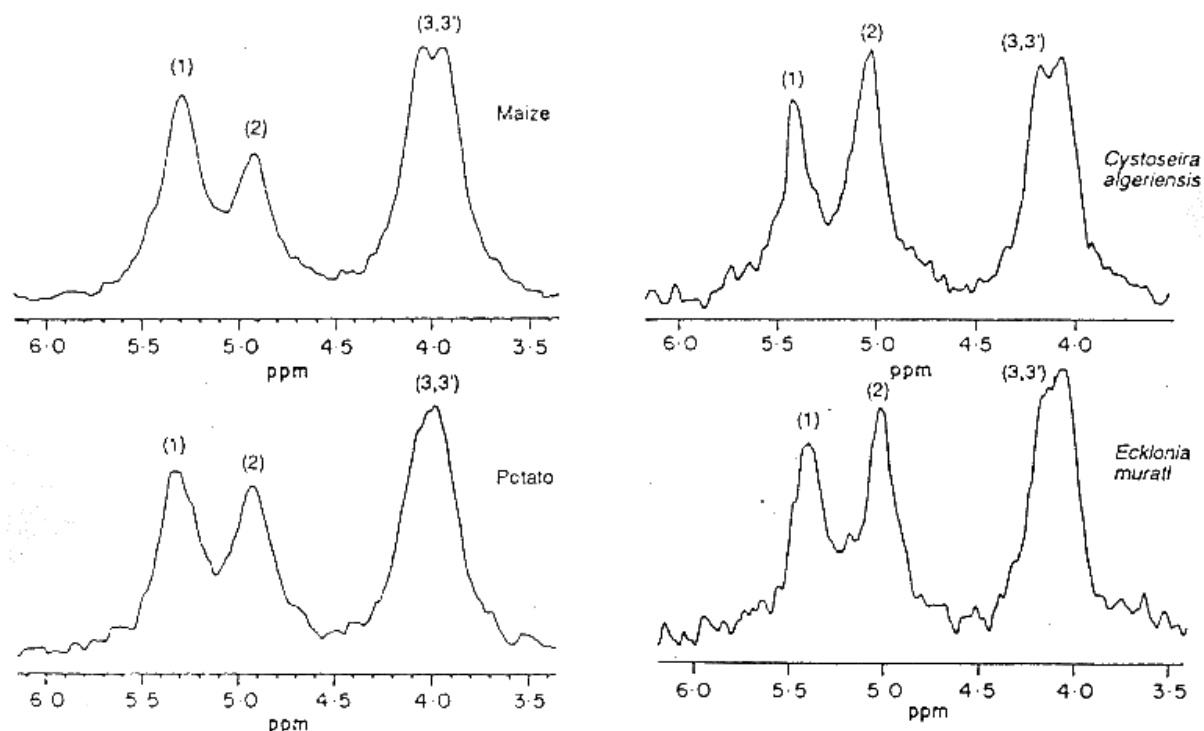 (1)
(2)
(3,3')
Maize
6·0 5·5 5·0 4·5 4·0 3·5
ppm
(1)
(2)
(3,3')
Cystoseira
algeriensis
6·0 5·5 5·0 4·5 4·0
ppm
(1)
(2)
(3,3')
Potato
6·0 5·5 5·0 4·5 4·0 3·5
ppm
(1)
(2)
(3,3')
Ecklonia
murati
6·0 5·5 5·0 4·5 4·0 3·5
ppm